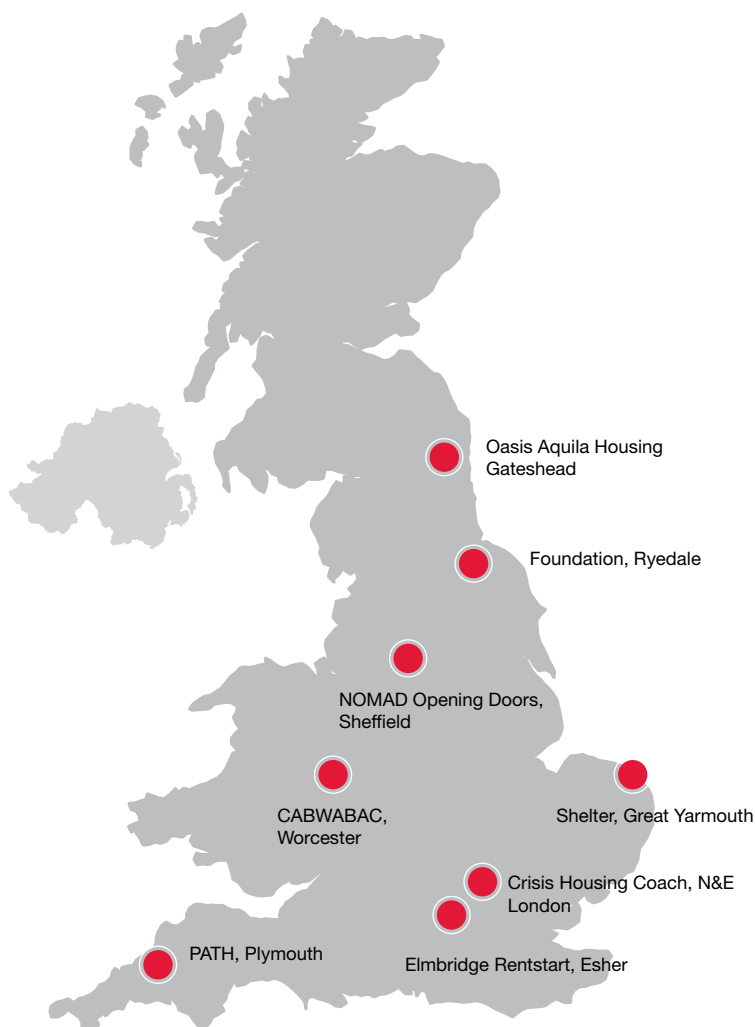 Oasis Aquila Housing
Gateshead
Foundation, Ryedale
NOMAD Opening Doors,
Sheffield
CABWABAC,
Worcester
Shelter, Great Yarmouth
Crisis Housing Coach, N&E
London
PATH, Plymouth
Elmbridge Rentstart, Esher